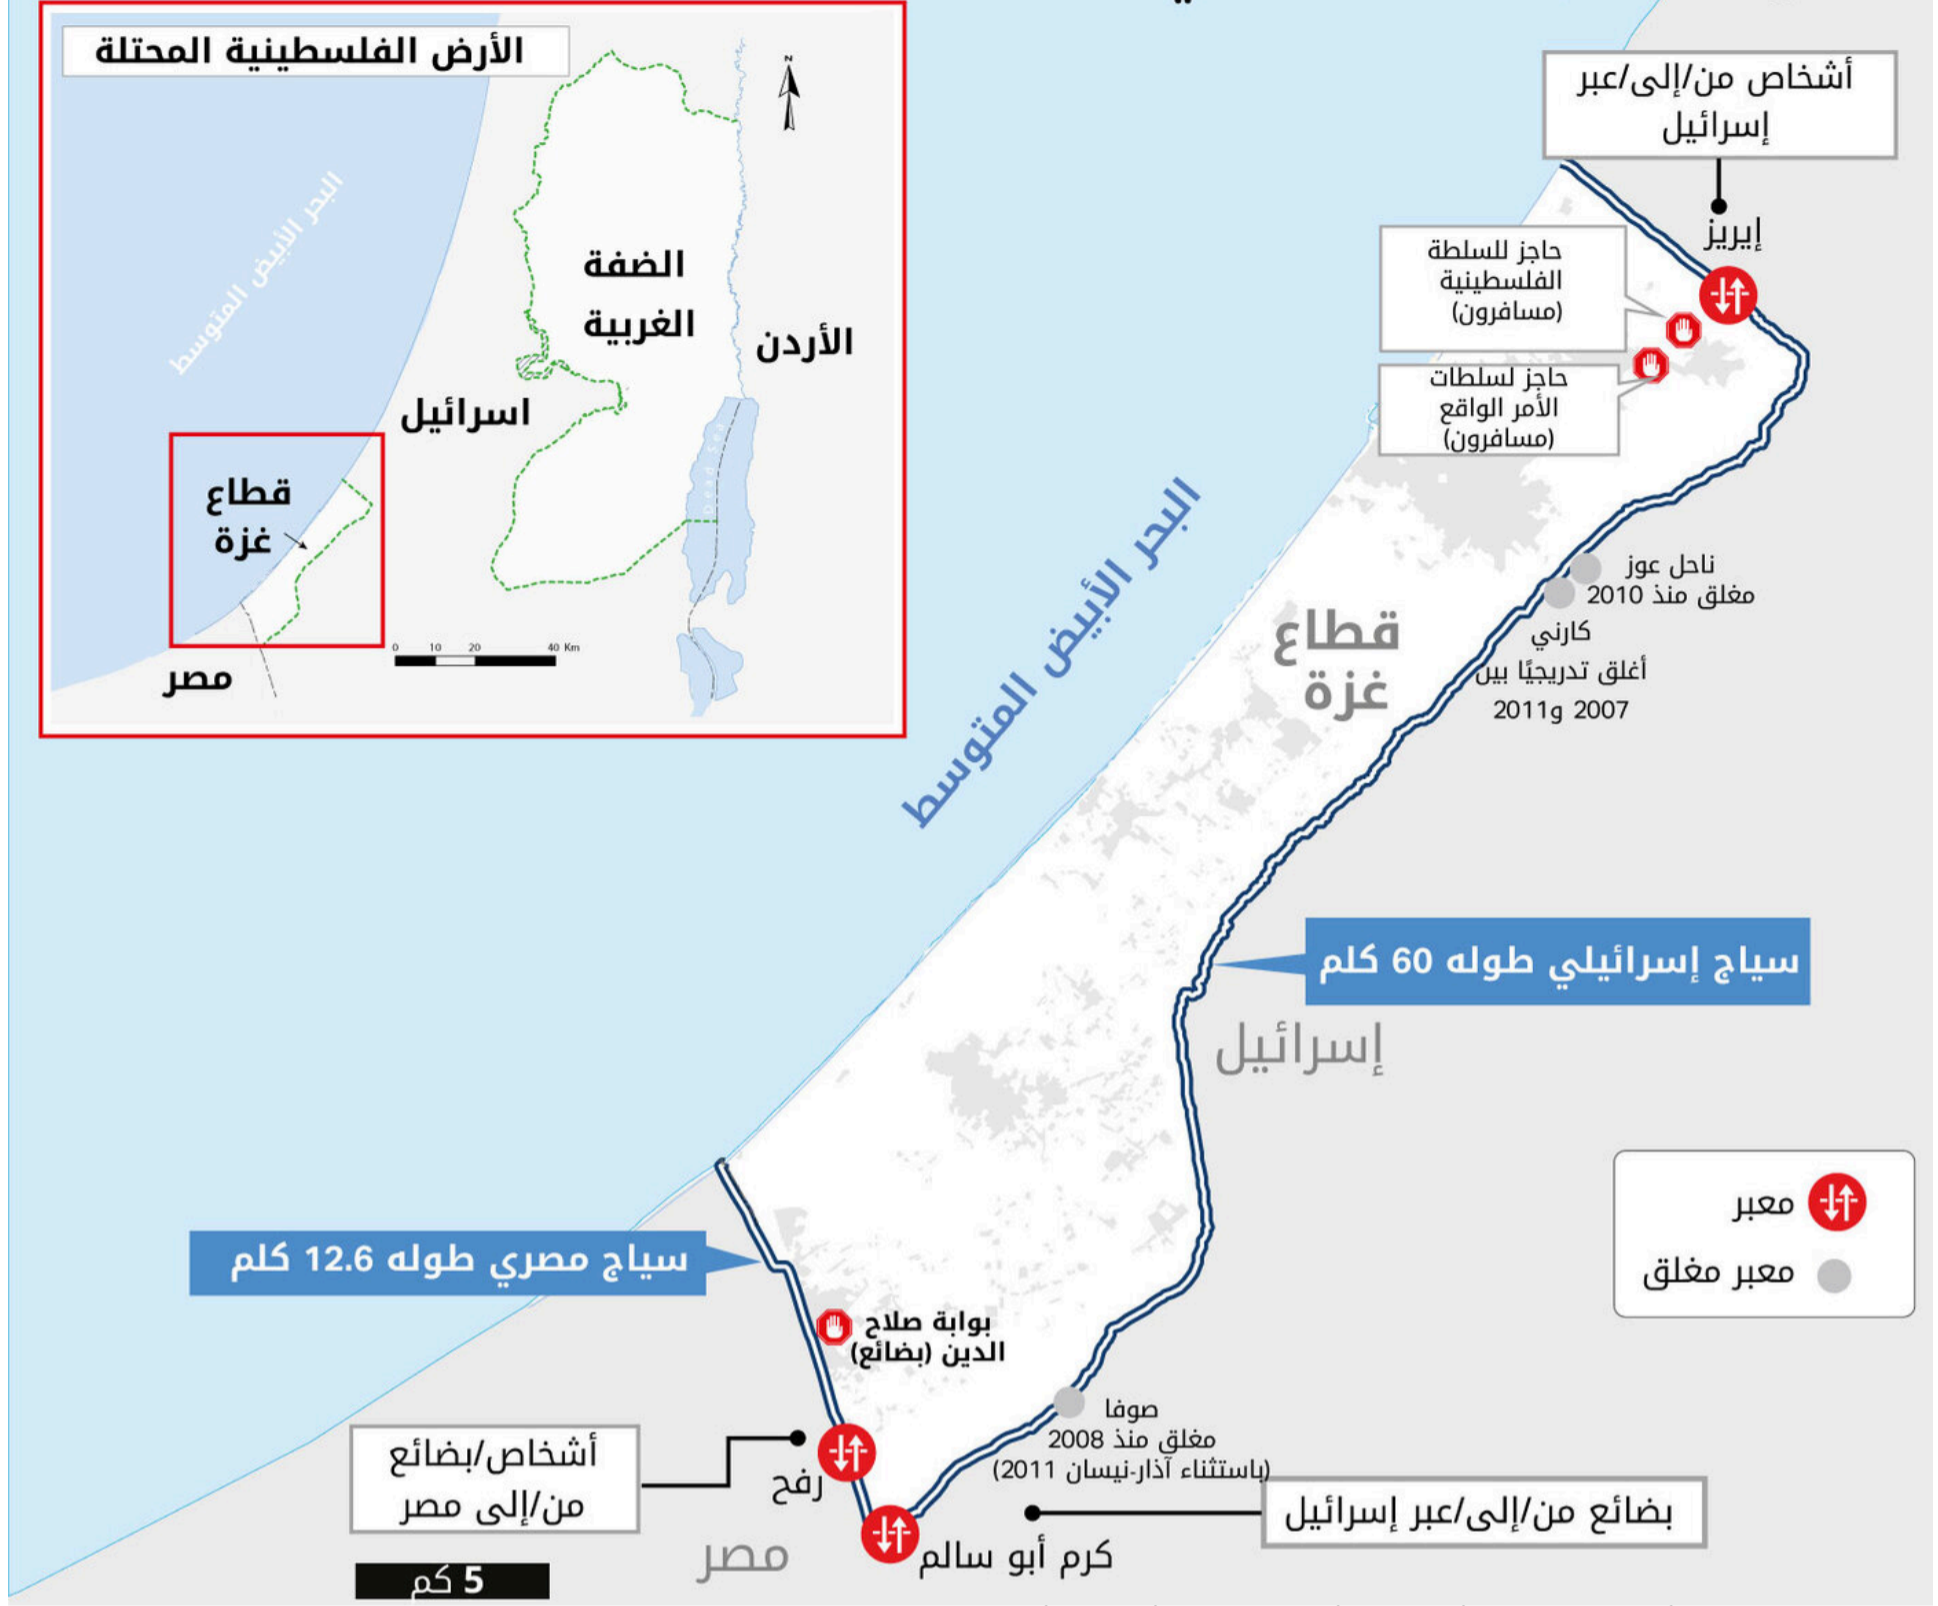 الأرض الفلسطينية المحتلة
N
البحر الأبيض المتوسط
الضفة
الغربية
الأردن
اسرائيل
Dead Sea
قطاع
غزة
مصر
0 10 20 40 Km
أشخاص من/إلى/عبر
إسرائيل
إيريز
حاجز للسلطة
الفلسطينية
(مسافرون)
حاجز لسلطات
الأمر الواقع
(مسافرون)
البحر الأبيض المتوسط
ناحل عوز
مغلق منذ 2010
كارني
أغلق تدريجيًا بين
2007 و2011
قطاع
غزة
سياج إسرائيلي طوله 60 كلم
إسرائيل
معبر
معبر مغلق
سياج مصري طوله 12.6 كلم
بوابة صلاح
الدين (بضائع)
صوفا
مغلق منذ 2008
(باستثناء آذار-نيسان 2011)
أشخاص/بضائع
من/إلى مصر
رفح
بضائع من/إلى/عبر إسرائيل
كرم أبو سالم
مصر
5 كم